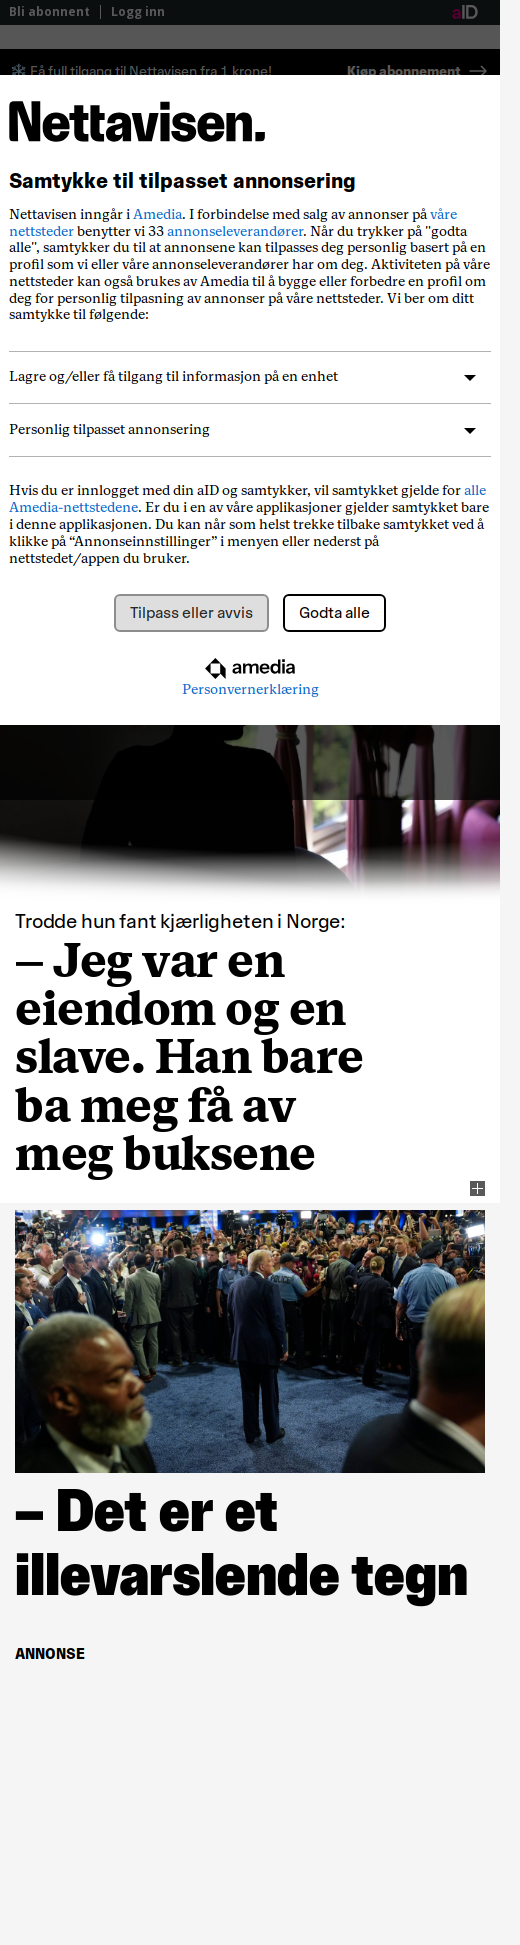 Bli abonnent
Logg inn
aID
Få full tilgang til Nettavisen fra 1 krone!
Kjøp abonnement
Nettavisen.
Samtykke til tilpasset annonsering
Nettavisen inngår i Amedia. I forbindelse med salg av annonser på våre
nettsteder benytter vi 33 annonseleverandører. Når du trykker på "godta
alle", samtykker du til at annonsene kan tilpasses deg personlig basert på en
profil som vi eller våre annonseleverandører har om deg. Aktiviteten på våre
nettsteder kan også brukes av Amedia til å bygge eller forbedre en profil om
deg for personlig tilpasning av annonser på våre nettsteder. Vi ber om ditt
samtykke til følgende:
Lagre og/eller få tilgang til informasjon på en enhet
Personlig tilpasset annonsering
Hvis du er innlogget med din aID og samtykker, vil samtykket gjelde for alle
Amedia-nettstedene. Er du i en av våre applikasjoner gjelder samtykket bare
i denne applikasjonen. Du kan når som helst trekke tilbake samtykket ved å
klikke på “Annonseinnstillinger” i menyen eller nederst på
nettstedet/appen du bruker.
Tilpass eller avvis
Godta alle
amedia
Personvernerklæring
Trodde hun fant kjærligheten i Norge:
– Jeg var en
eiendom og en
slave. Han bare
ba meg få av
meg buksene
POLICE
– Det er et
illevarslende tegn
ANNONSE